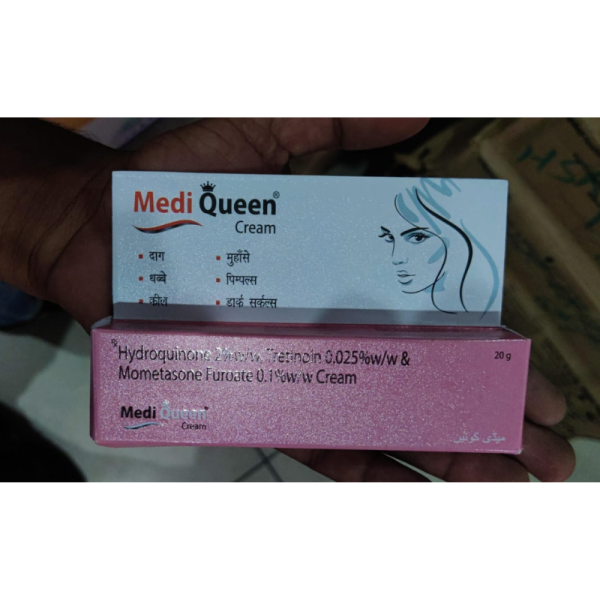 Medi Queen®
Cream
• दाग
• धब्बे
• कील
• मुहाँसे
• पिम्पल्स
• डार्क सर्कल्स
Hydroquinone 2%w/w, Tretinoin 0.025%w/w &
Mometasone Furoate 0.1%w/w Cream
20 g
Medi Queen®
Cream
میڈی کوئین